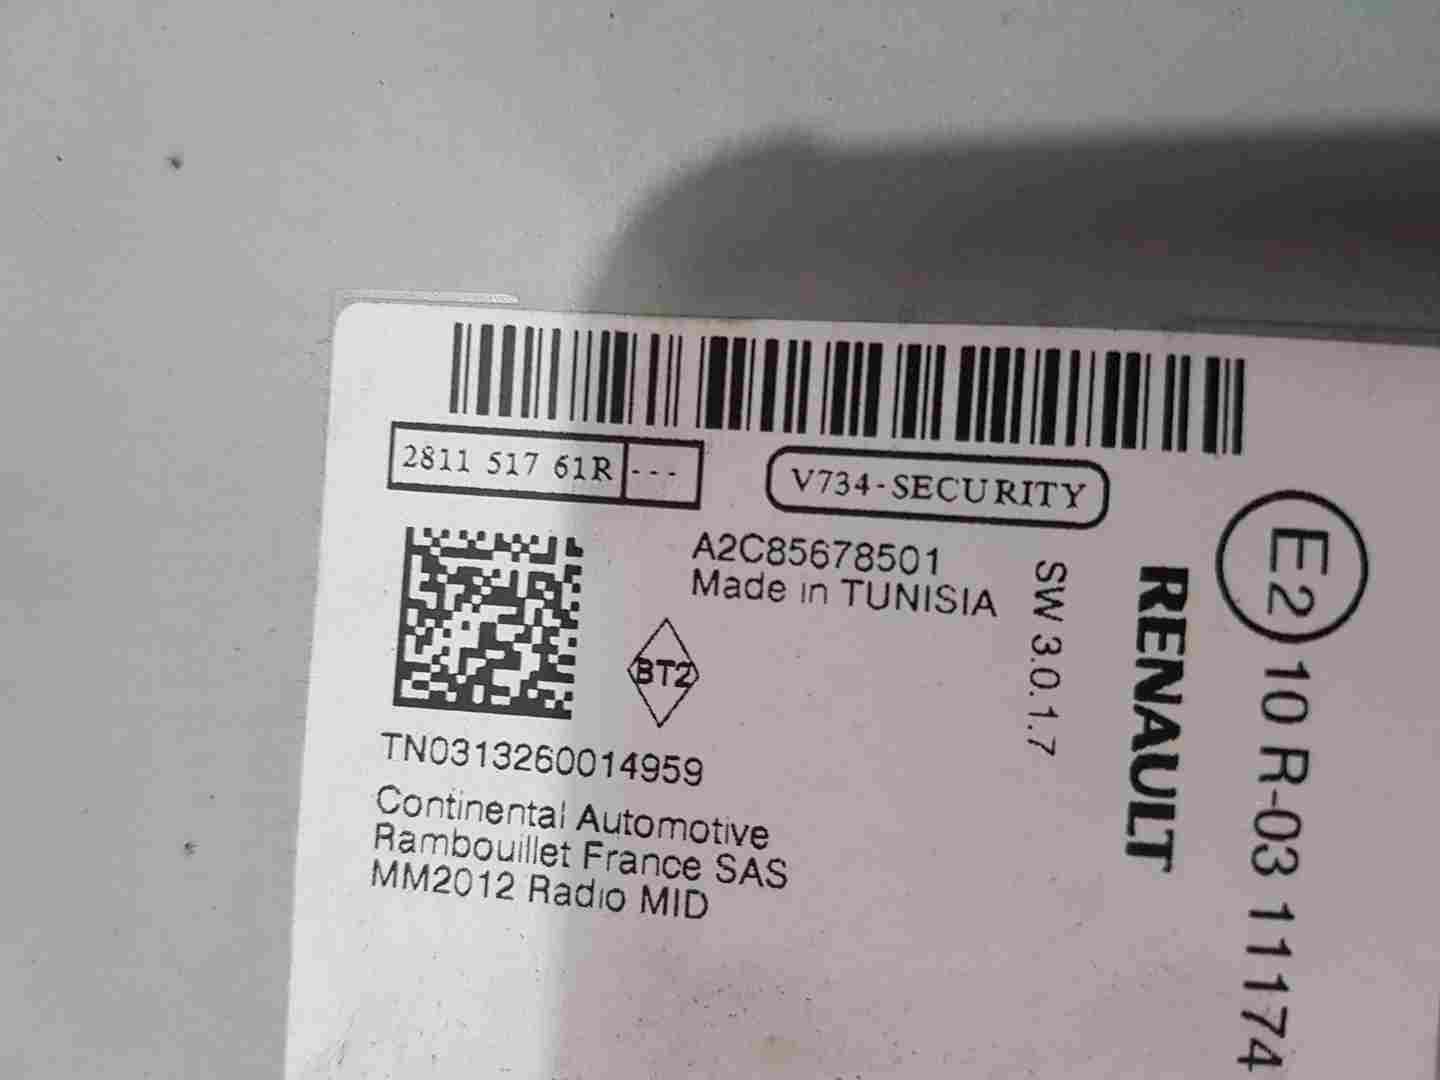 2811 517 61R ---
V734-SECURITY
A2C85678501
Made in TUNISIA
SW 3.0.1.7
RENAULT
E2
10 R-03 11174
BT2
TN0313260014959
Continental Automotive
Rambouillet France SAS
MM2012 Radio MID